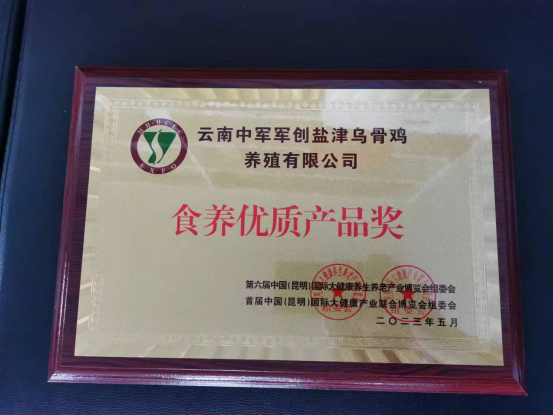 云南中军军创盐津乌骨鸡
养殖有限公司
食养优质产品奖
第六届中国(昆明)国际大健康养生养老产业博览会组委会
首届中国(昆明)国际大健康产业联合博览会组委会
二〇二三年五月
EXPO